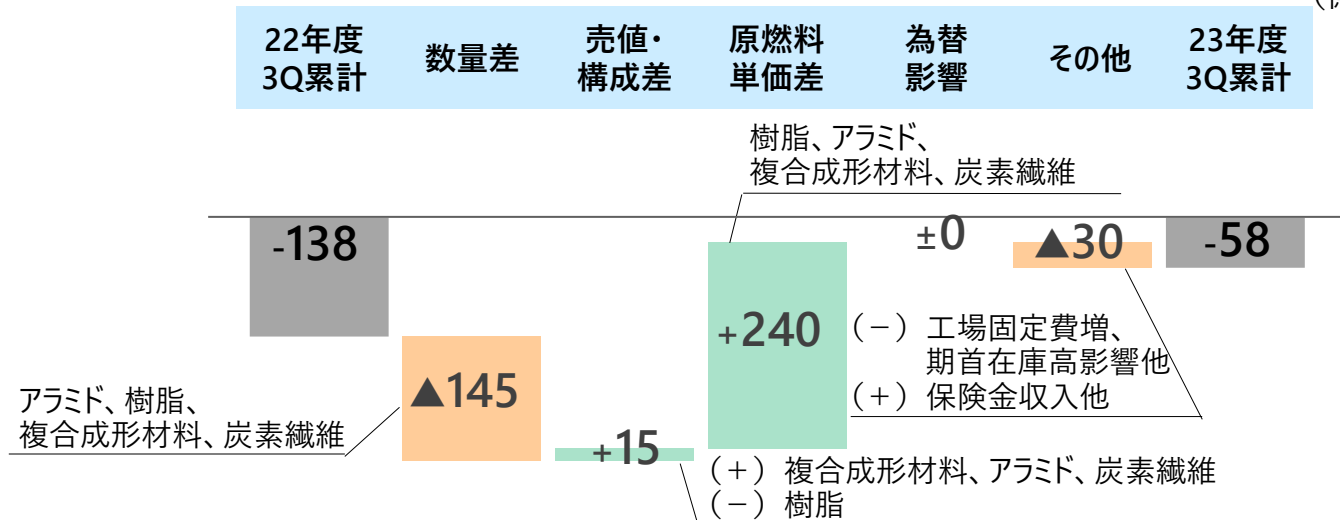 22年度
3Q累計
数量差
売値・
構成差
原燃料
単価差
為替
影響
その他
23年度
3Q累計
樹脂、アラミド、
複合成形材料、炭素繊維
-138
±0
▲30
-58
+240
（－）工場固定費増、
期首在庫高影響他
（＋）保険金収入他
▲145
アラミド、樹脂、
複合成形材料、炭素繊維
+15
（＋）複合成形材料、アラミド、炭素繊維
（－）樹脂